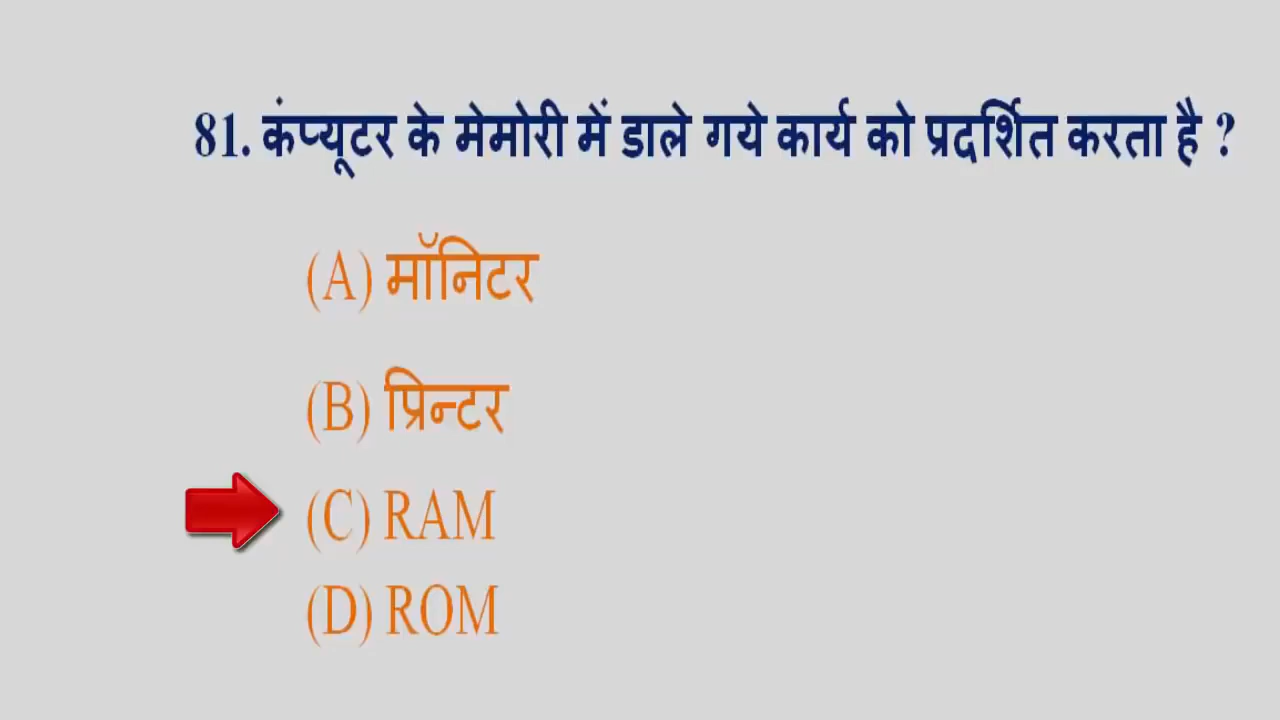 81. कंप्यूटर के मेमोरी में डाले गये कार्य को प्रदर्शित करता है ?
(A) मॉनिटर
(B) प्रिन्टर
(C) RAM
(D) ROM